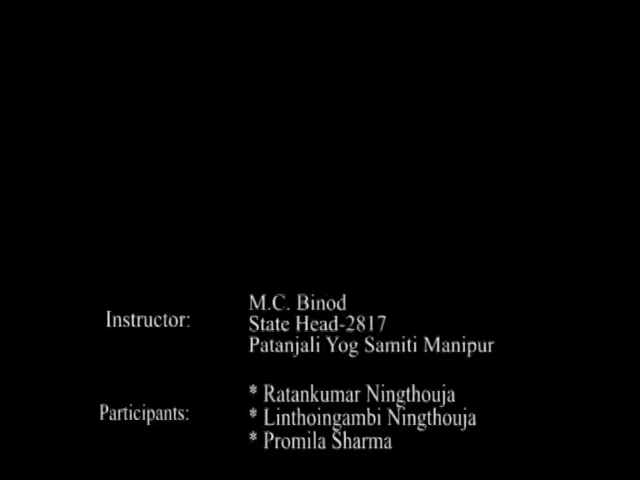 Instructor:
M.C. Binod
State Head-2817
Patanjali Yog Samiti Manipur
Participants:
* Ratankumar Ningthouja
* Linthoingambi Ningthouja
* Promila Sharma